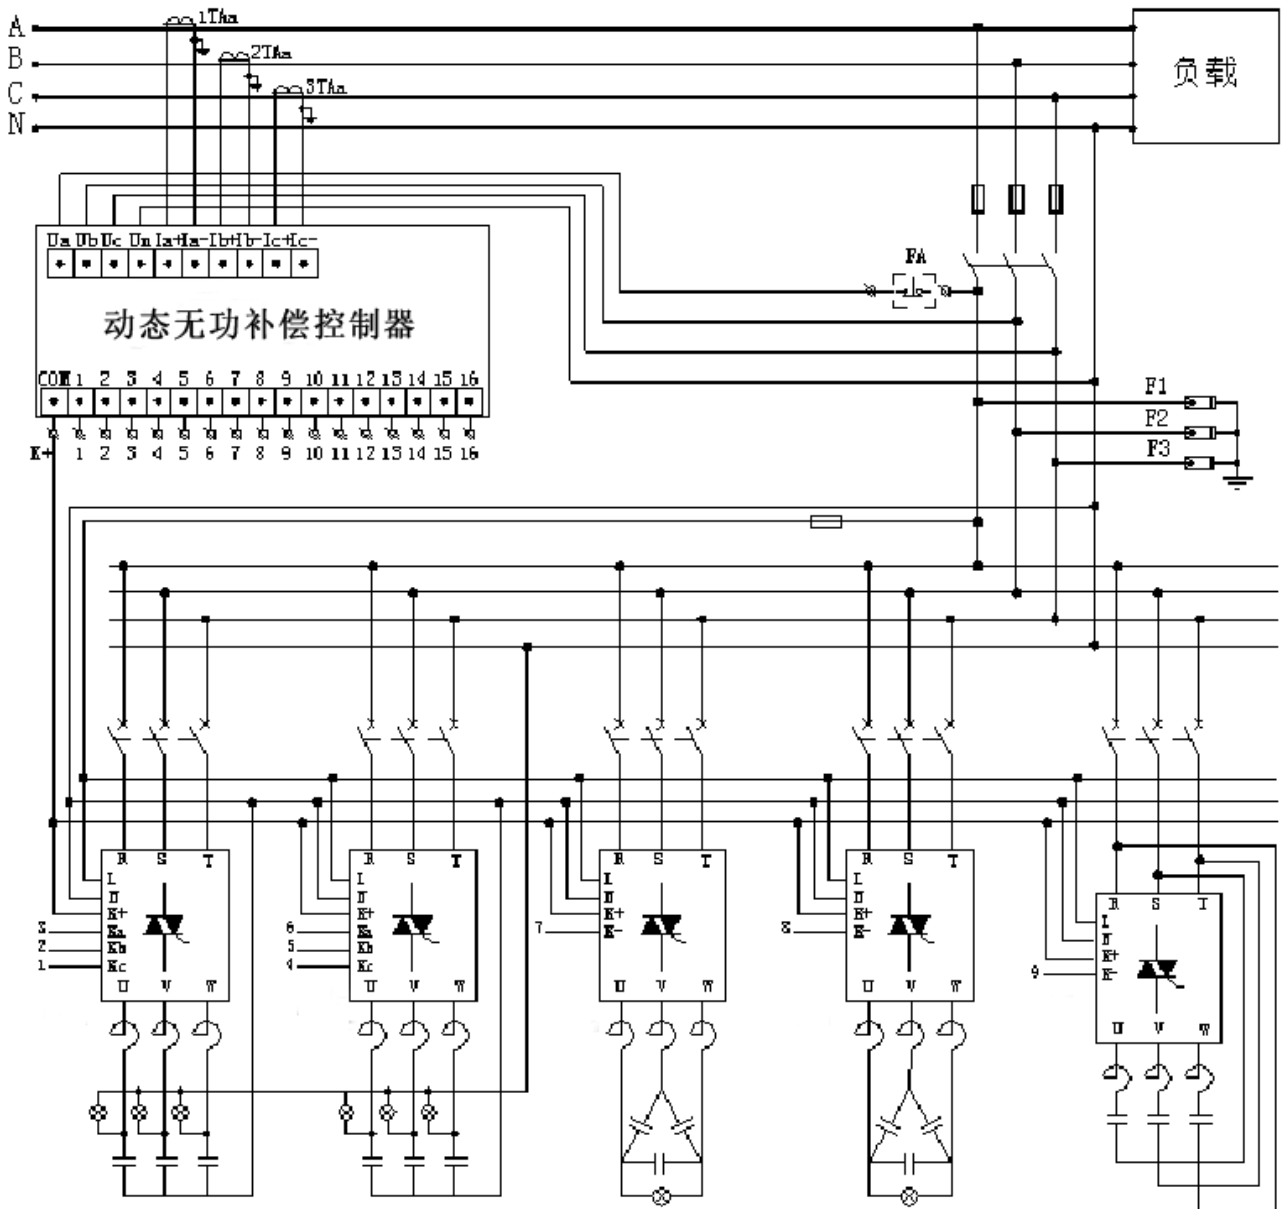 A
1TAa
B
2TAa
C
3TAa
N
负载
Ua Ub Uc Un Ia+ Ia- Ib+ Ib- Ic+ Ic-
FA
动态无功补偿控制器
COM 1 2 3 4 5 6 7 8 9 10 11 12 13 14 15 16
K+ 1 2 3 4 5 6 7 8 9 10 11 12 13 14 15 16
F1
F2
F3
R S T
L
N
K+
3 Ka
2 Kb
1 Kc
U V W
R S T
L
N
K+
6 Ka
5 Kb
4 Kc
U V W
R S T
L
N
K+
7 K-
U V W
R S T
L
N
K+
8 K-
U V W
R S T
L
N
K+
9 K-
U V W